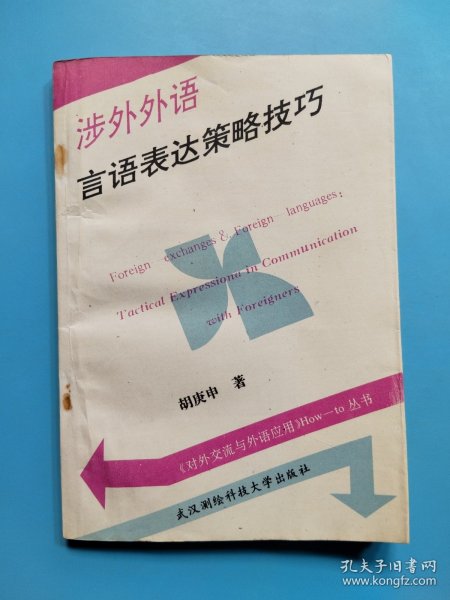 涉外外语
言语表达策略技巧
Foreign exchanges & Foreign languages:
Tactical Expressiona in Communication
with Foreigners
胡庚申 著
《对外交流与外语应用》How—to 丛书
武汉测绘科技大学出版社
孔夫子旧书网
www.kongfz.com